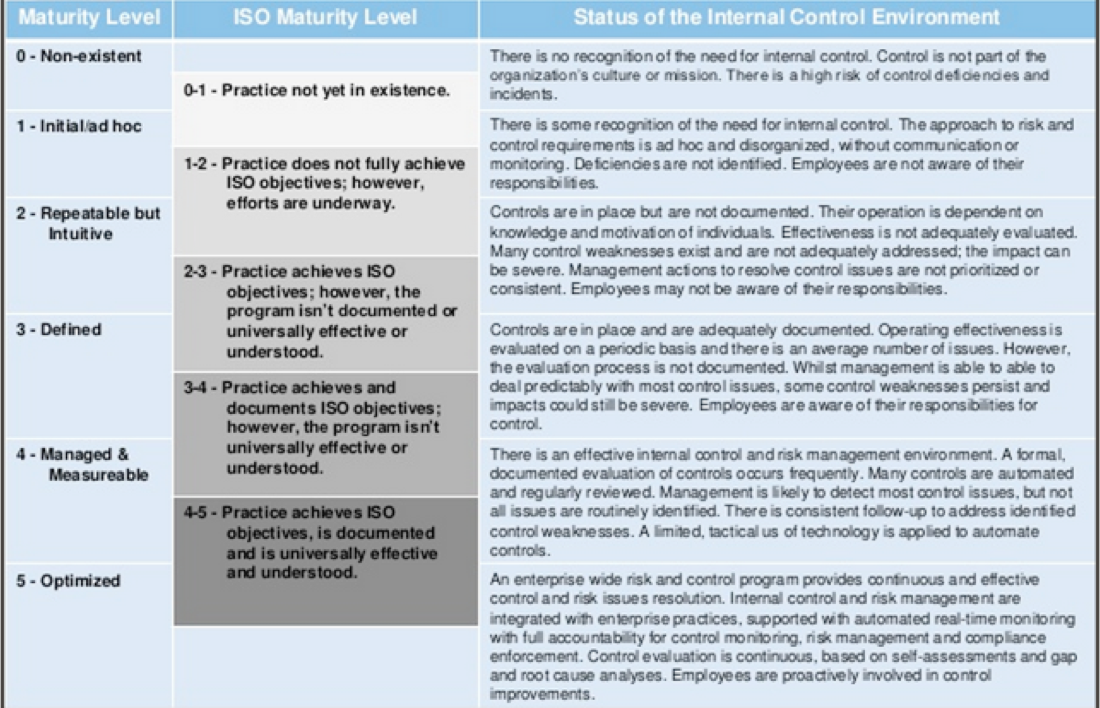 Maturity Level
ISO Maturity Level
Status of the Internal Control Environment
0 - Non-existent
0-1 - Practice not yet in existence.
There is no recognition of the need for internal control. Control is not part of the
organization's culture or mission. There is a high risk of control deficiencies and
incidents.
1 - Initial/ad hoc
1-2 - Practice does not fully achieve
ISO objectives; however,
efforts are underway.
There is some recognition of the need for internal control. The approach to risk and
control requirements is ad hoc and disorganized, without communication or
monitoring. Deficiencies are not identified. Employees are not aware of their
responsibilities.
2 - Repeatable but
Intuitive
2-3 - Practice achieves ISO
objectives; however, the
program isn't documented or
universally effective or
understood.
Controls are in place but are not documented. Their operation is dependent on
knowledge and motivation of individuals. Effectiveness is not adequately evaluated.
Many control weaknesses exist and are not adequately addressed; the impact can
be severe. Management actions to resolve control issues are not prioritized or
consistent. Employees may not be aware of their responsibilities.
3 - Defined
3-4 - Practice achieves and
documents ISO objectives;
however, the program isn't
universally effective or
understood.
Controls are in place and are adequately documented. Operating effectiveness is
evaluated on a periodic basis and there is an average number of issues. However,
the evaluation process is not documented. Whilst management is able to able to
deal predictably with most control issues, some control weaknesses persist and
impacts could still be severe. Employees are aware of their responsibilities for
control.
4 - Managed &
Measureable
4-5 - Practice achieves ISO
objectives, is documented
and is universally effective
and understood.
There is an effective internal control and risk management environment. A formal,
documented evaluation of controls occurs frequently. Many controls are automated
and regularly reviewed. Management is likely to detect most control issues, but not
all issues are routinely identified. There is consistent follow-up to address identified
control weaknesses. A limited, tactical us of technology is applied to automate
controls.
5 - Optimized
An enterprise wide risk and control program provides continuous and effective
control and risk issues resolution. Internal control and risk management are
integrated with enterprise practices, supported with automated real-time monitoring
with full accountability for control monitoring, risk management and compliance
enforcement. Control evaluation is continuous, based on self-assessments and gap
and root cause analyses. Employees are proactively involved in control
improvements.